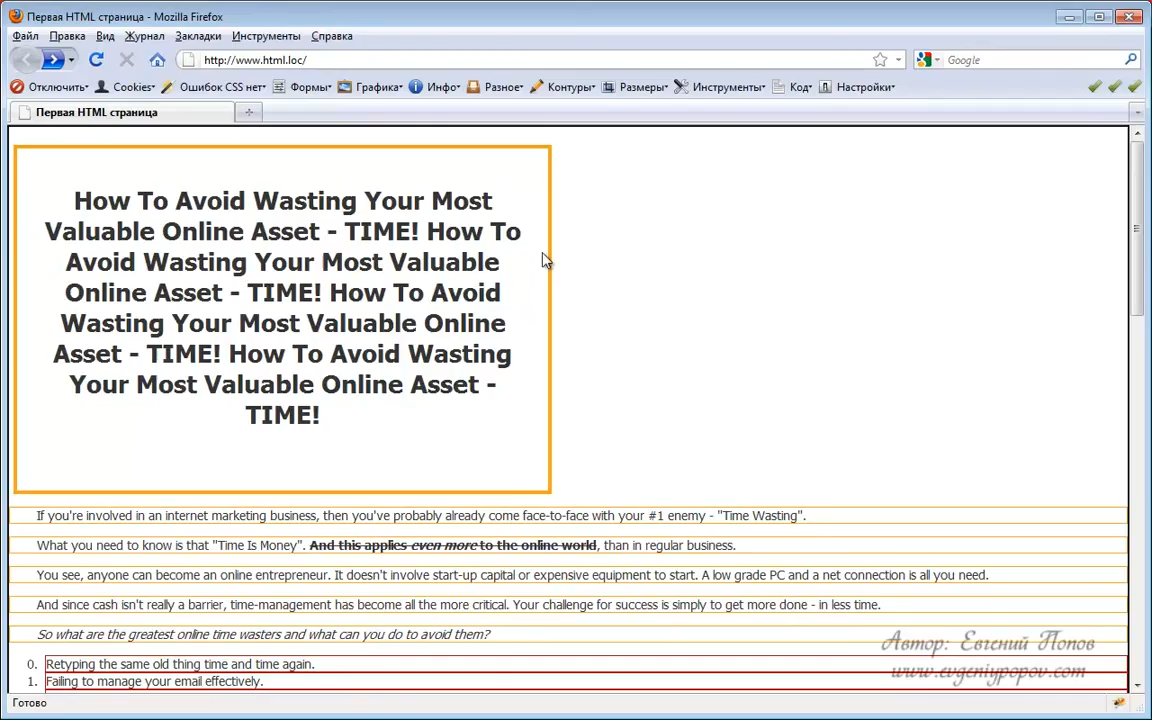 Первая HTML страница - Mozilla Firefox
Файл Правка Вид Журнал Закладки Инструменты Справка
http://www.html.loc/
Google
Отключить Cookies Ошибок CSS нет Формы Графика Инфо Разное Контуры Размеры Инструменты Код Настройки
Первая HTML страница
How To Avoid Wasting Your Most
Valuable Online Asset - TIME! How To
Avoid Wasting Your Most Valuable
Online Asset - TIME! How To Avoid
Wasting Your Most Valuable Online
Asset - TIME! How To Avoid Wasting
Your Most Valuable Online Asset -
TIME!
If you're involved in an internet marketing business, then you've probably already come face-to-face with your #1 enemy - "Time Wasting".
What you need to know is that "Time Is Money". And this applies even more to the online world, than in regular business.
You see, anyone can become an online entrepreneur. It doesn't involve start-up capital or expensive equipment to start. A low grade PC and a net connection is all you need.
And since cash isn't really a barrier, time-management has become all the more critical. Your challenge for success is simply to get more done - in less time.
So what are the greatest online time wasters and what can you do to avoid them?
0. Retyping the same old thing time and time again.
1. Failing to manage your email effectively.
Автор: Евгений Попов
www.evgeniypopov.com
Готово